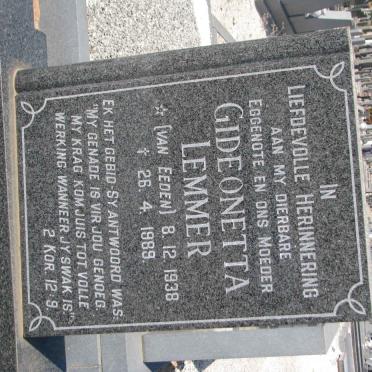 IN
LIEFDEVOLLE HERINNERING
AAN MY DIERBARE
EGGENOTE EN ONS MOEDER
GIDEONETTA
LEMMER
(VAN EEDEN) 8. 12. 1938
26. 4. 1989.
EK HET GEBID. SY ANTWOORD WAS:
"MY GENADE IS VIR JOU GENOEG.
MY KRAG KOM JUIS TOT VOLLE
WERKING WANNEER JY SWAK IS".
2 KOR. 12:9